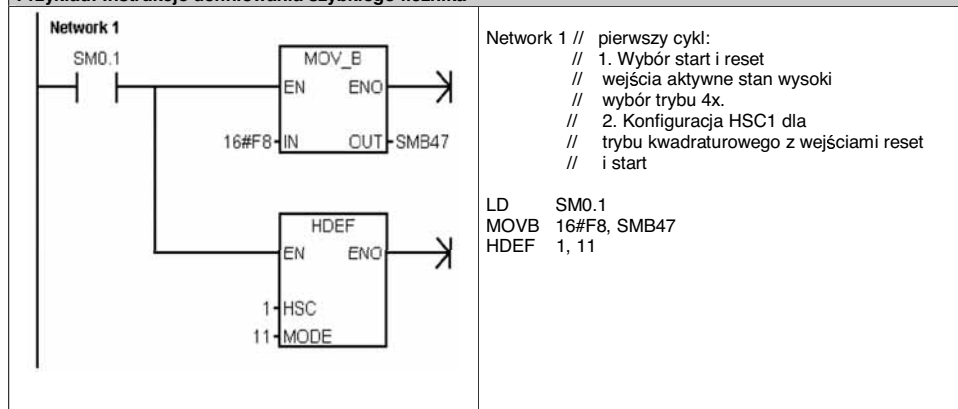 Przykład: Instrukcje definiowania szybkiego licznika
Network 1
SM0.1
MOV_B
EN ENO
16#F8 IN OUT SMB47
HDEF
EN ENO
1 HSC
11 MODE
Network 1 // pierwszy cykl:
// 1. Wybór start i reset
// wejścia aktywne stan wysoki
// wybór trybu 4x.
// 2. Konfiguracja HSC1 dla
// trybu kwadraturowego z wejściami reset
// i start
LD SM0.1
MOVB 16#F8, SMB47
HDEF 1, 11